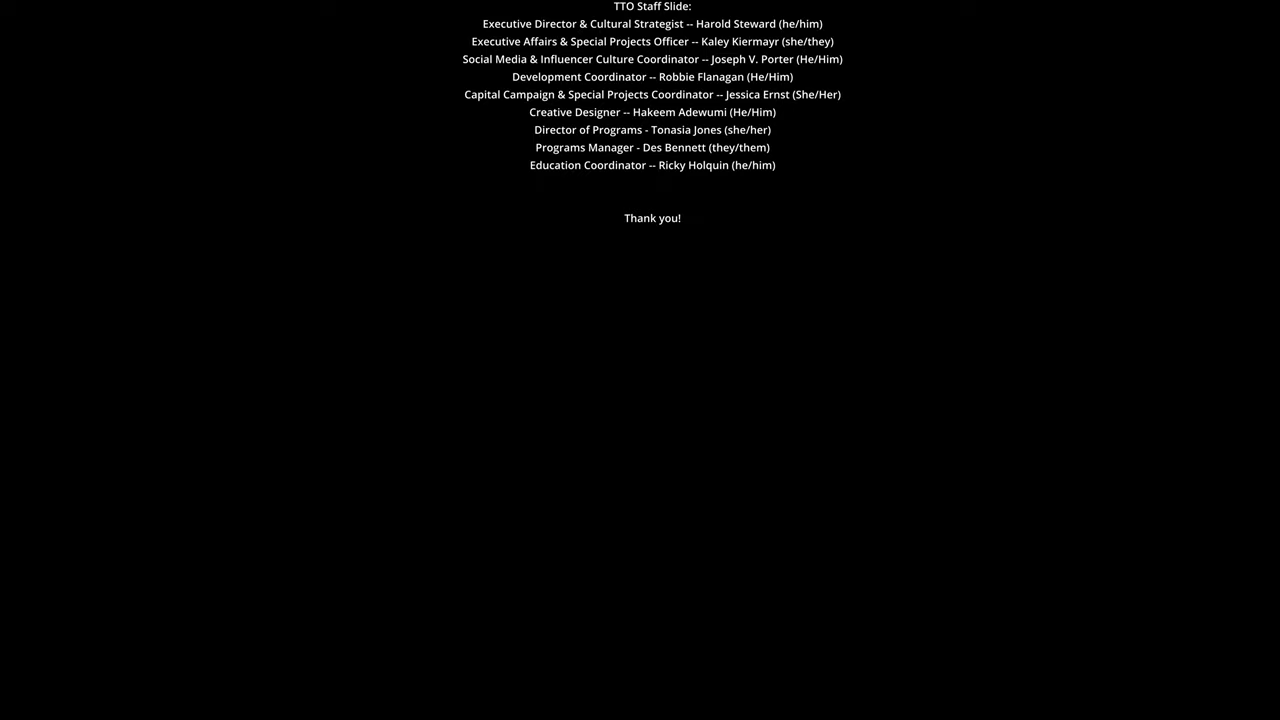 TTO Staff Slide:
Executive Director & Cultural Strategist -- Harold Steward (he/him)
Executive Affairs & Special Projects Officer -- Kaley Kiermayr (she/they)
Social Media & Influencer Culture Coordinator -- Joseph V. Porter (He/Him)
Development Coordinator -- Robbie Flanagan (He/Him)
Capital Campaign & Special Projects Coordinator -- Jessica Ernst (She/Her)
Creative Designer -- Hakeem Adewumi (He/Him)
Director of Programs - Tonasia Jones (she/her)
Programs Manager - Des Bennett (they/them)
Education Coordinator -- Ricky Holquin (he/him)
Thank you!